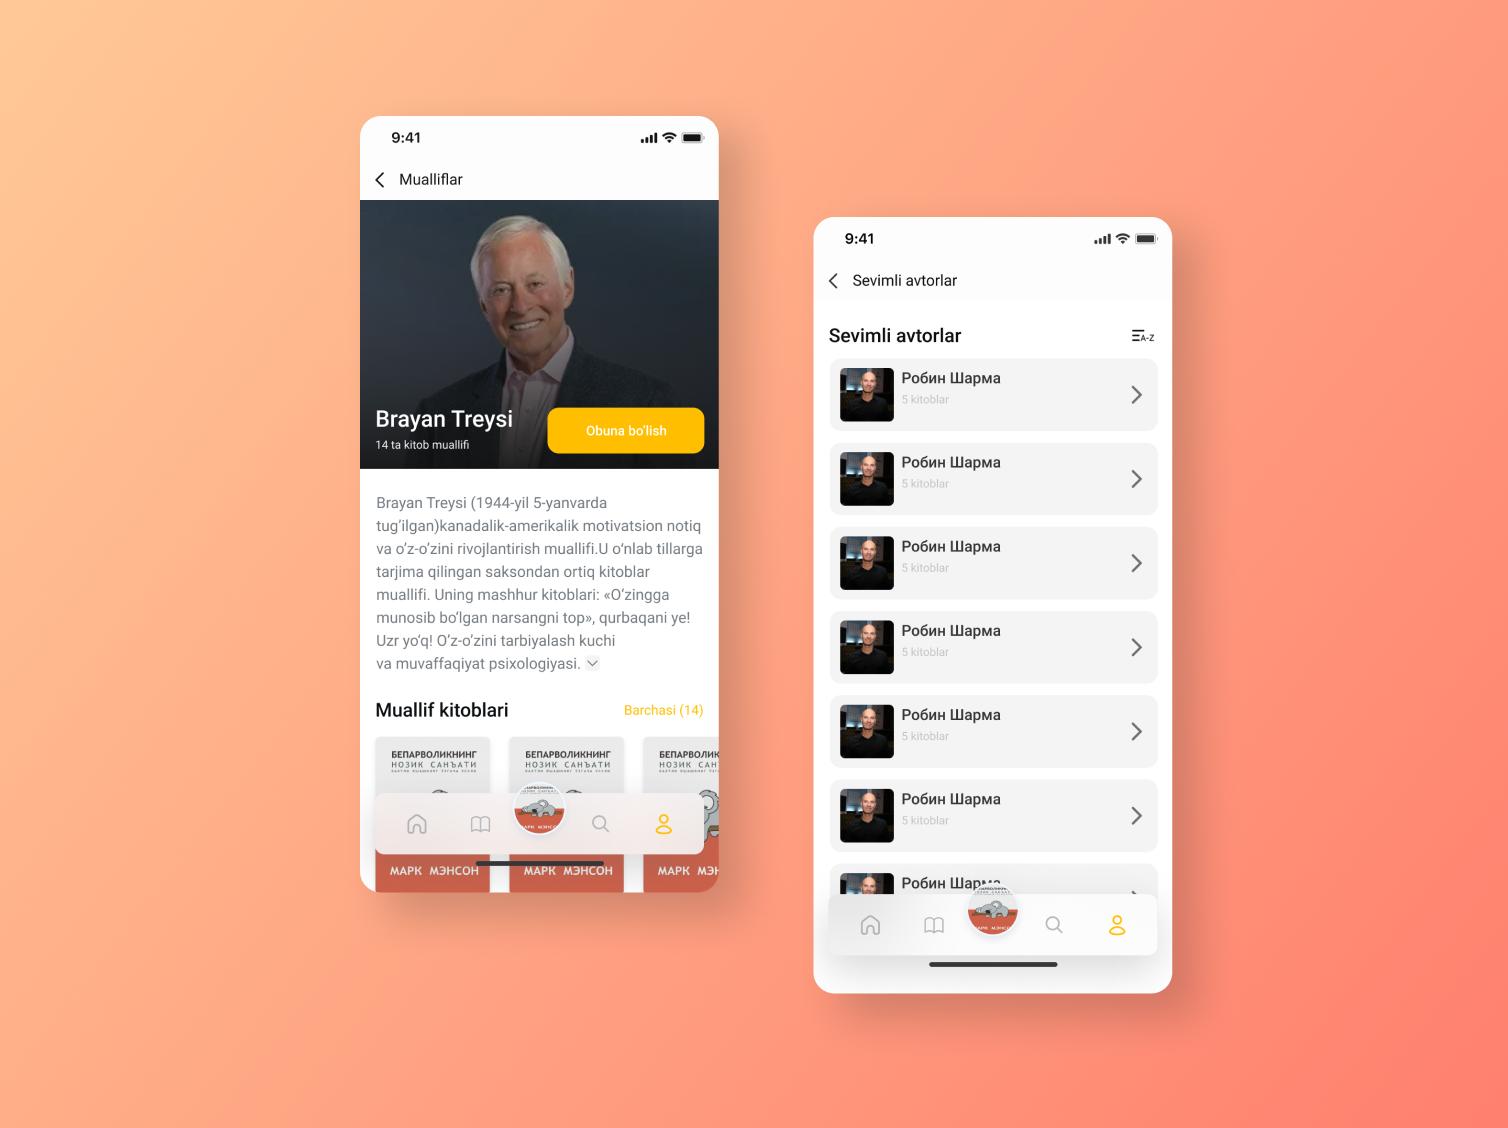 9:41
Mualliflar
Brayan Treysi
14 ta kitob muallifi
Obuna bo'lish
Brayan Treysi (1944-yil 5-yanvarda
tug’ilgan)kanadalik-amerikalik motivatsion notiq
va o’z-o’zini rivojlantirish muallifi.U o‘nlab tillarga
tarjima qilingan saksondan ortiq kitoblar
muallifi. Uning mashhur kitoblari: «O‘zingga
munosib bo‘lgan narsangni top», qurbaqani ye!
Uzr yo‘q! O’z-o’zini tarbiyalash kuchi
va muvaffaqiyat psixologiyasi.
Muallif kitoblari
Barchasi (14)
БЕПАРВОЛИКНИНГ
НОЗИК САНЪАТИ
БЕПАРВОЛИКНИНГ
НОЗИК САНЪАТИ
БЕПАРВОЛИК
НОЗИК САН
МАРК МЭНСОН
МАРК МЭНСОН
МАРК МЭН
9:41
Sevimli avtorlar
Sevimli avtorlar
A-Z
Робин Шарма
5 kitoblar
Робин Шарма
5 kitoblar
Робин Шарма
5 kitoblar
Робин Шарма
5 kitoblar
Робин Шарма
5 kitoblar
Робин Шарма
5 kitoblar
Робин Шарма